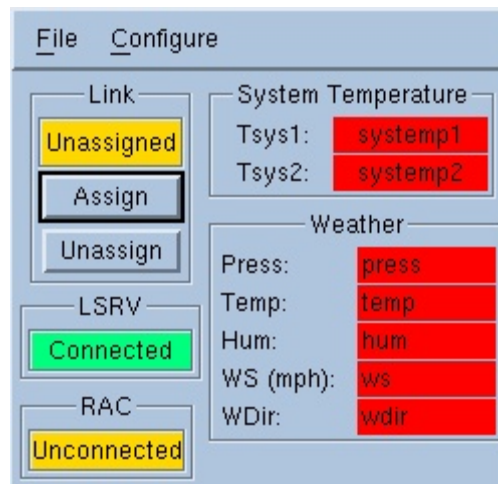 File Configure
Link
Unassigned
Assign
Unassign
LSRV
Connected
RAC
Unconnected
System Temperature
Tsys1: systemp1
Tsys2: systemp2
Weather
Press: press
Temp: temp
Hum: hum
WS (mph): ws
WDir: wdir